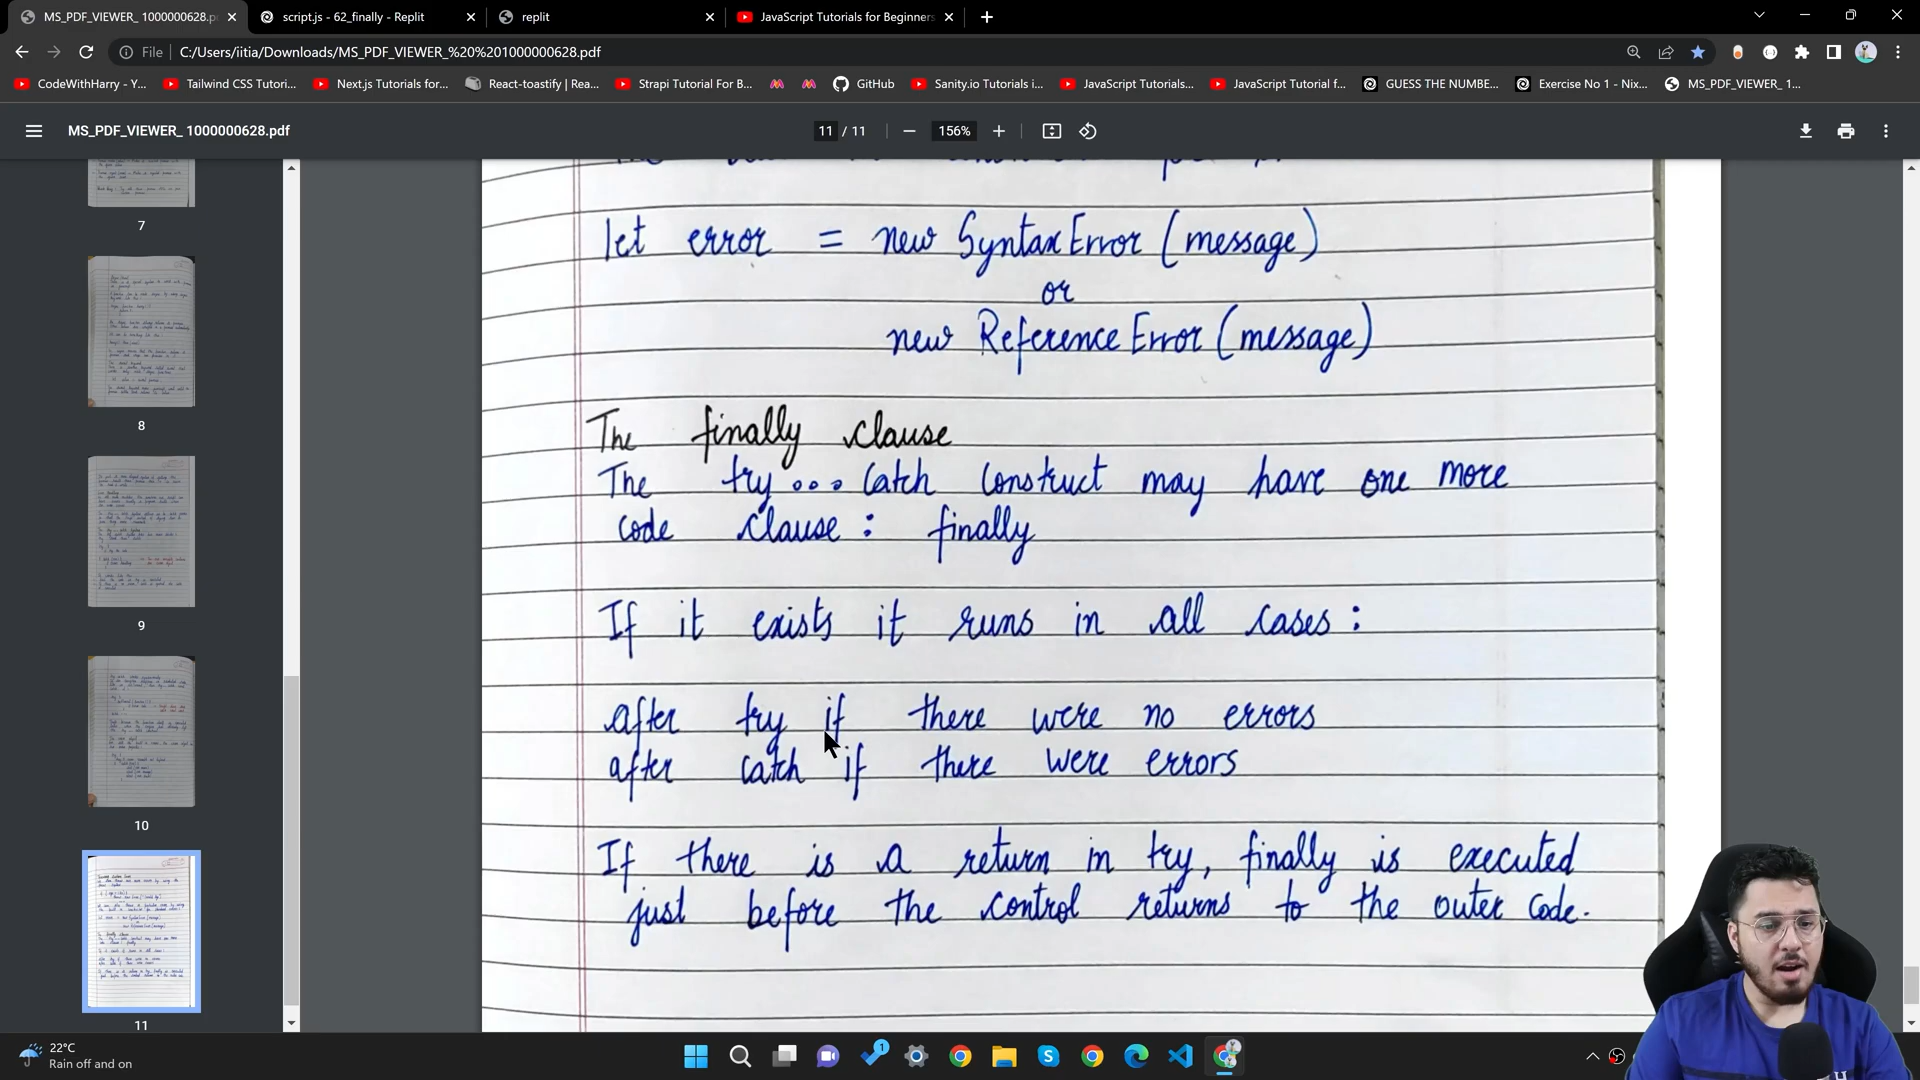 MS_PDF_VIEWER_ 1000000628.p
script.js - 62_finally - Replit
replit
JavaScript Tutorials for Beginners
File
C:/Users/iitia/Downloads/MS_PDF_VIEWER_%20%201000000628.pdf
CodeWithHarry - Y...
Tailwind CSS Tutori...
Next.js Tutorials for...
React-toastify | Rea...
Strapi Tutorial For B...
GitHub
Sanity.io Tutorials i...
JavaScript Tutorials...
JavaScript Tutorial f...
GUESS THE NUMBE...
Exercise No 1 - Nix...
MS_PDF_VIEWER_ 1...
MS_PDF_VIEWER_ 1000000628.pdf
11 / 11
156%
let error = new SyntaxError (message)
or
new ReferenceError (message)
The finally clause
The try...catch construct may have one more
code clause : finally
If it exists it runs in all cases :
after try if there were no errors
after catch if there were errors
If there is a return in try, finally is executed
just before the control returns to the outer code.
7
8
9
10
11
22°C
Rain off and on
1